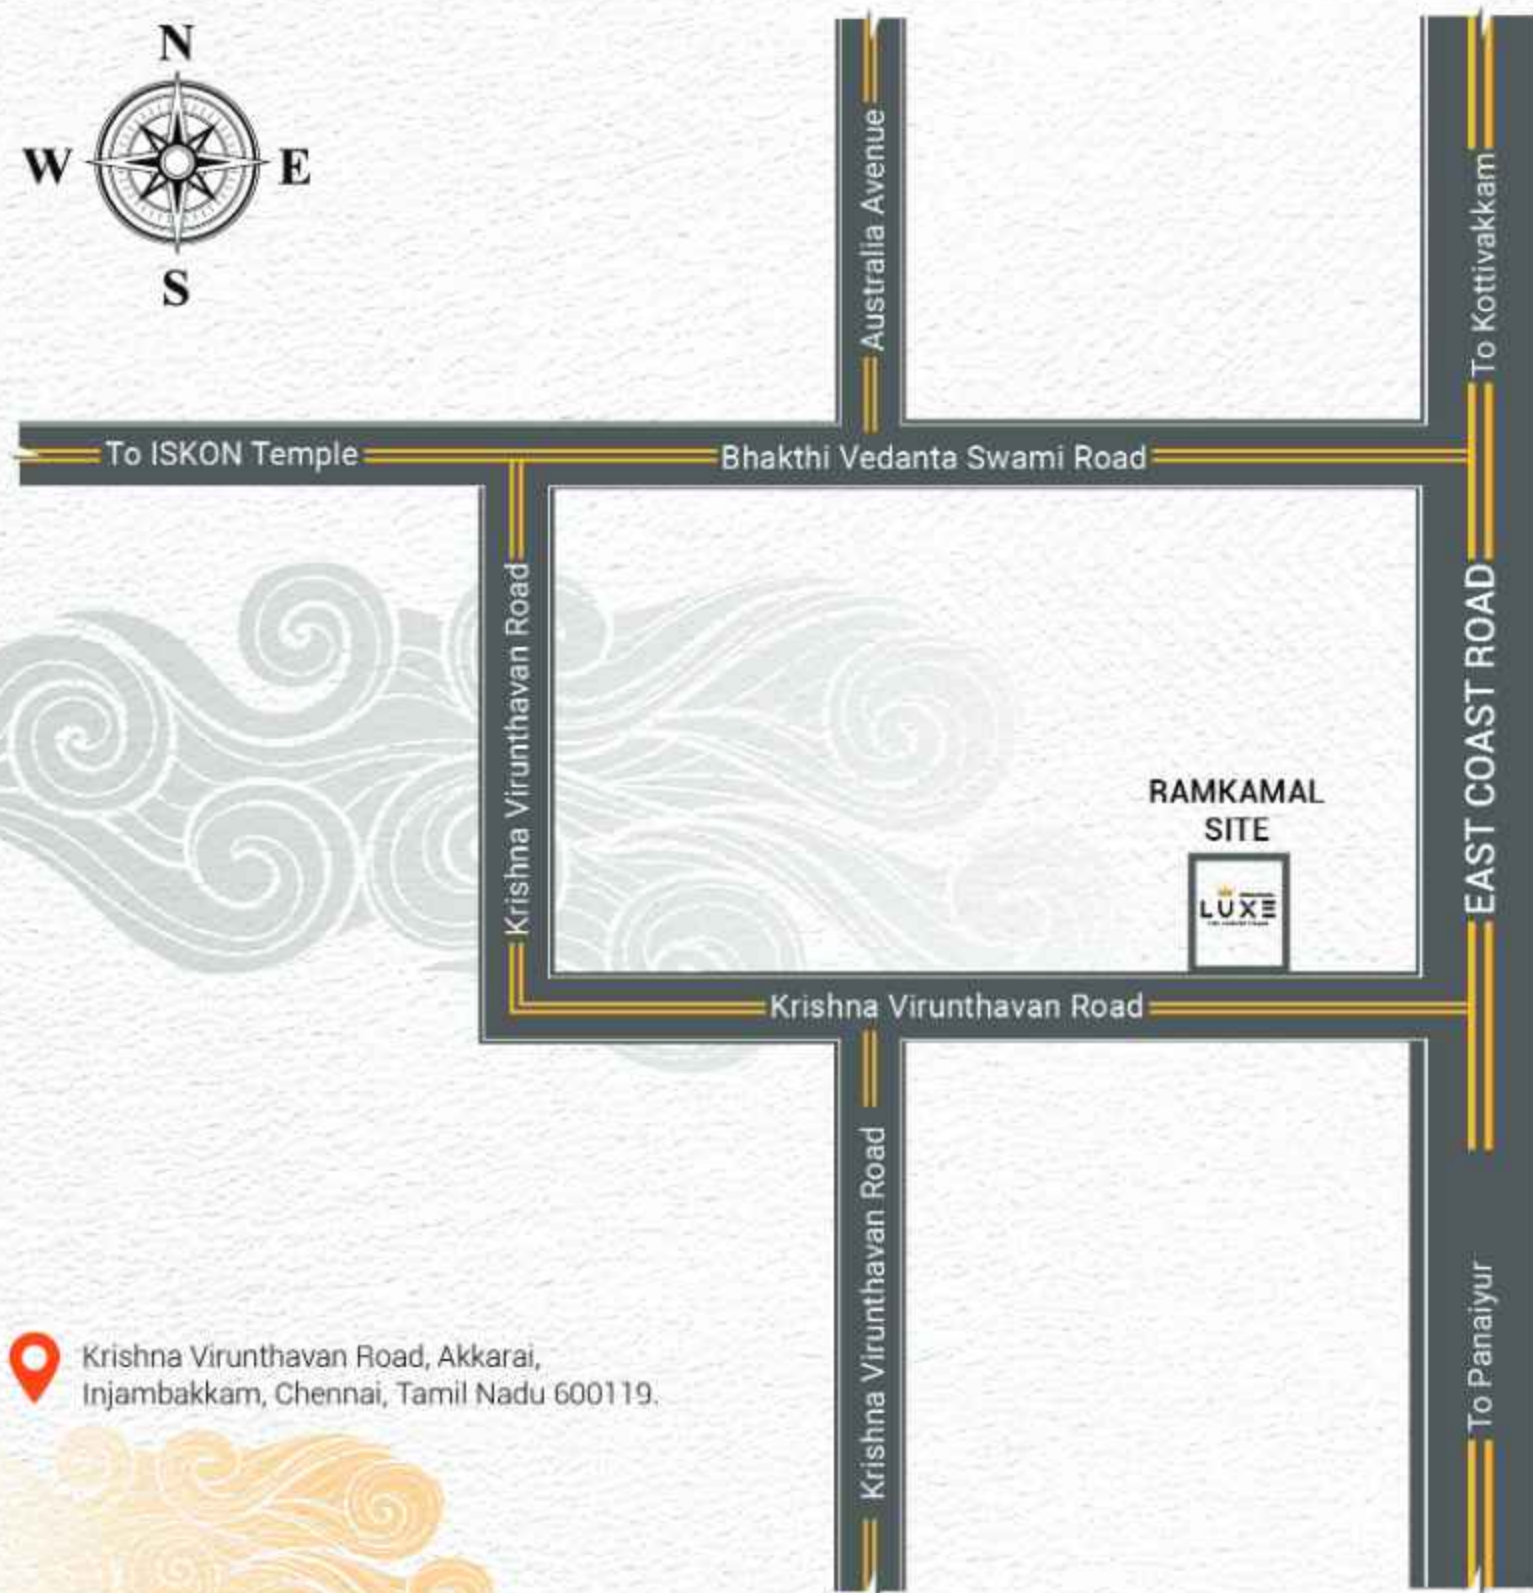 N
W
E
S
Australia Avenue
To Kottivakkam
To ISKON Temple
Bhakthi Vedanta Swami Road
Krishna Virunthavan Road
EAST COAST ROAD
RAMKAMAL
SITE
LUXE
Krishna Virunthavan Road
Krishna Virunthavan Road
To Panaiyur
Krishna Virunthavan Road, Akkarai,
Injambakkam, Chennai, Tamil Nadu 600119.